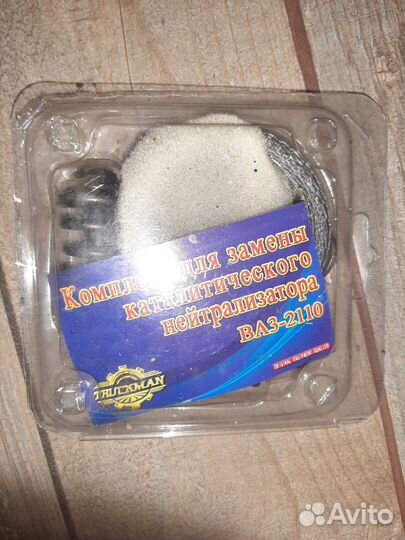 Комплект для замены
каталитического
нейтрализатора
ВАЗ-2110
TRUCKMAN
Avito